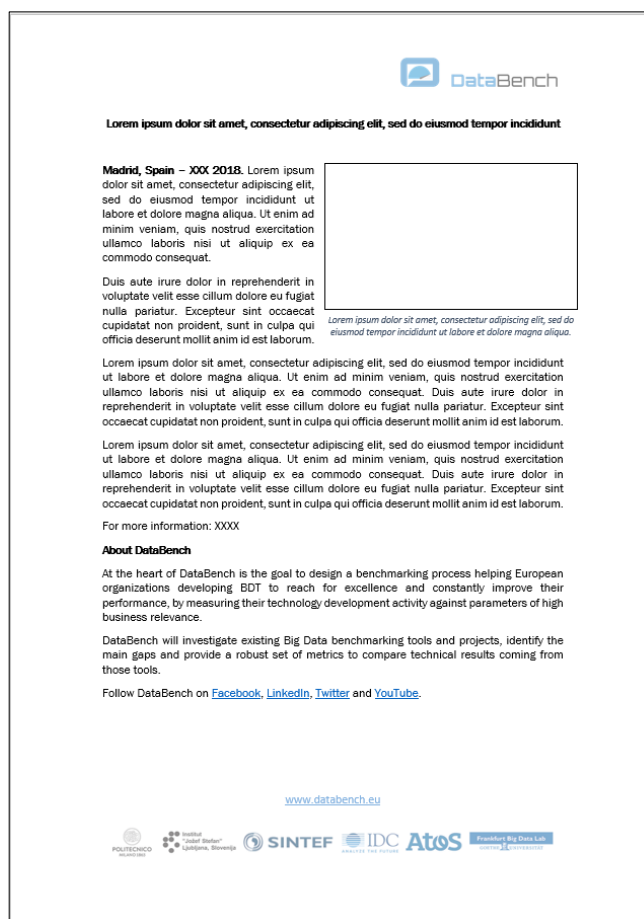 DataBench
Lorem ipsum dolor sit amet, consectetur adipiscing elit, sed do eiusmod tempor incididunt
Madrid, Spain – XXX 2018. Lorem ipsum
dolor sit amet, consectetur adipiscing elit,
sed do eiusmod tempor incididunt ut
labore et dolore magna aliqua. Ut enim ad
minim veniam, quis nostrud exercitation
ullamco laboris nisi ut aliquip ex ea
commodo consequat.
Duis aute irure dolor in reprehenderit in
voluptate velit esse cillum dolore eu fugiat
nulla pariatur. Excepteur sint occaecat
cupidatat non proident, sunt in culpa qui
officia deserunt mollit anim id est laborum.
Lorem ipsum dolor sit amet, consectetur adipiscing elit, sed do
eiusmod tempor incididunt ut labore et dolore magna aliqua.
Lorem ipsum dolor sit amet, consectetur adipiscing elit, sed do eiusmod tempor incididunt
ut labore et dolore magna aliqua. Ut enim ad minim veniam, quis nostrud exercitation
ullamco laboris nisi ut aliquip ex ea commodo consequat. Duis aute irure dolor in
reprehenderit in voluptate velit esse cillum dolore eu fugiat nulla pariatur. Excepteur sint
occaecat cupidatat non proident, sunt in culpa qui officia deserunt mollit anim id est laborum.
Lorem ipsum dolor sit amet, consectetur adipiscing elit, sed do eiusmod tempor incididunt
ut labore et dolore magna aliqua. Ut enim ad minim veniam, quis nostrud exercitation
ullamco laboris nisi ut aliquip ex ea commodo consequat. Duis aute irure dolor in
reprehenderit in voluptate velit esse cillum dolore eu fugiat nulla pariatur. Excepteur sint
occaecat cupidatat non proident, sunt in culpa qui officia deserunt mollit anim id est laborum.
For more information: XXXX
About DataBench
At the heart of DataBench is the goal to design a benchmarking process helping European
organizations developing BDT to reach for excellence and constantly improve their
performance, by measuring their technology development activity against parameters of high
business relevance.
DataBench will investigate existing Big Data benchmarking tools and projects, identify the
main gaps and provide a robust set of metrics to compare technical results coming from
those tools.
Follow DataBench on Facebook, LinkedIn, Twitter and YouTube.
www.databench.eu
POLITECNICO
MILANO 1863
Institut
"Jožef Stefan"
Ljubljana, Slovenija
SINTEF
IDC
ANALYZE THE FUTURE
Atos
Frankfurt Big Data Lab